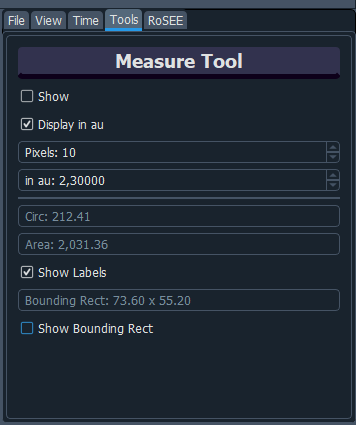 File View Time Tools RoSEE
Measure Tool
Show
Display in au
Pixels: 10
in au: 2,30000
Circ: 212.41
Area: 2,031.36
Show Labels
Bounding Rect: 73.60 x 55.20
Show Bounding Rect